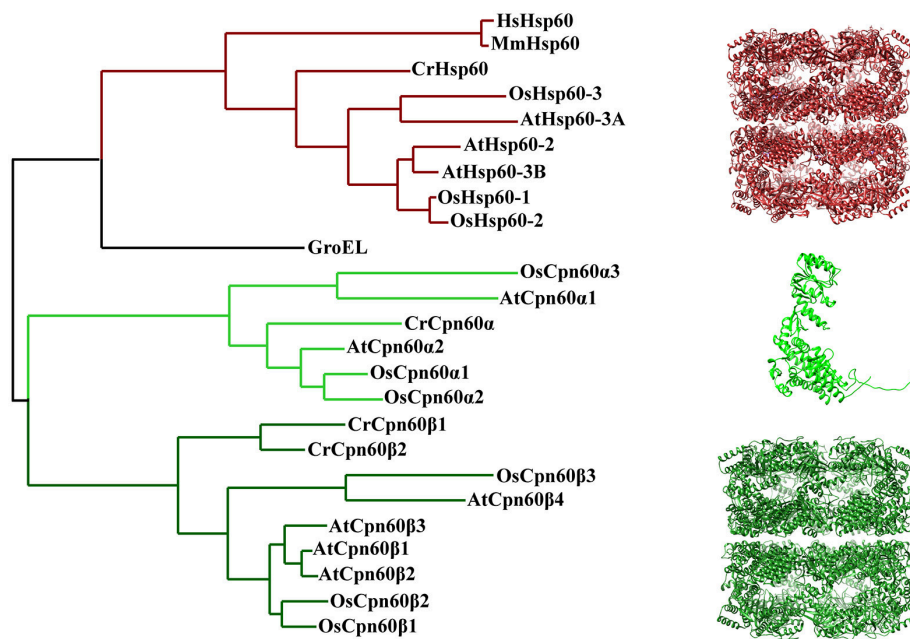 HsHsp60
MmHsp60
CrHsp60
OsHsp60-3
AtHsp60-3A
AtHsp60-2
AtHsp60-3B
OsHsp60-1
OsHsp60-2
GroEL
OsCpn60α3
AtCpn60α1
CrCpn60α
AtCpn60α2
OsCpn60α1
OsCpn60α2
CrCpn60β1
CrCpn60β2
OsCpn60β3
AtCpn60β4
AtCpn60β3
AtCpn60β1
AtCpn60β2
OsCpn60β2
OsCpn60β1